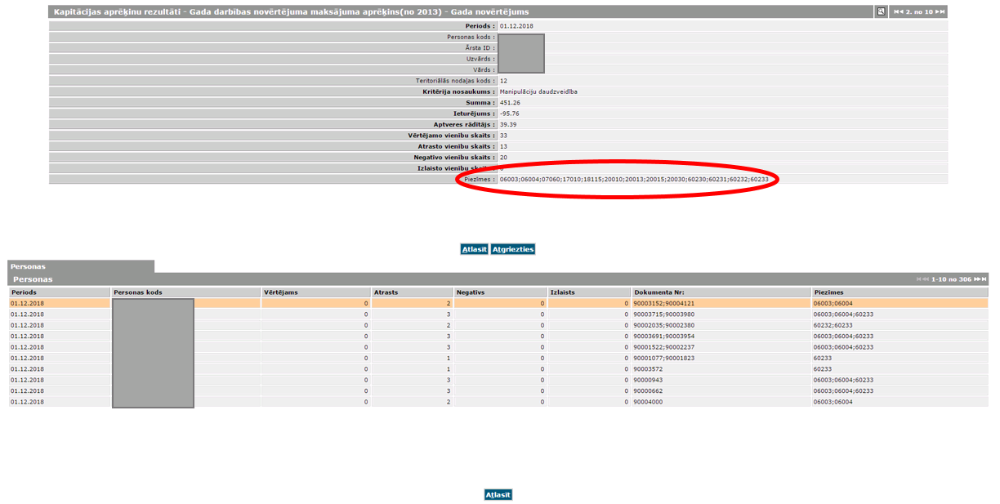 Kapitācijas aprēķinu rezultāti - Gada darbības novērtējuma maksājuma aprēķins(no 2013) - Gada novērtējums 2. no 10
Periods : 01.12.2018
Personas kods :
Ārsta ID :
Uzvārds :
Vārds :
Teritoriālās nodaļas kods : 12
Kritērija nosaukums : Manipulāciju daudzveidība
Summa : 451.26
Ieturējums : -95.76
Aptveres rādītājs : 39.39
Vērtējamo vienību skaits : 33
Atrasto vienību skaits : 13
Negatīvo vienību skaits : 20
Izlaisto vienību skaits :
Piezīmes : 06003;06004;07060;17010;18115;20010;20013;20015;20030;60230;60231;60232;60233
Atlasīt Atgriezties
Personas
Personas 1-10 no 306
Periods Personas kods Vērtējams Atrasts Negatīvs Izlaists Dokumenta Nr: Piezīmes
01.12.2018 0 2 0 0 90003152;90004121 06003;06004
01.12.2018 0 3 0 0 90003715;90003980 06003;06004;60233
01.12.2018 0 2 0 0 90002035;90002380 60232;60233
01.12.2018 0 3 0 0 90003691;90003954 06003;06004;60233
01.12.2018 0 3 0 0 90001522;90002237 06003;06004;60233
01.12.2018 0 1 0 0 90001077;90001823 60233
01.12.2018 0 1 0 0 90003572 60233
01.12.2018 0 3 0 0 90000943 06003;06004;60233
01.12.2018 0 3 0 0 90000662 06003;06004;60233
01.12.2018 0 2 0 0 90004000 06003;06004
Atlasīt